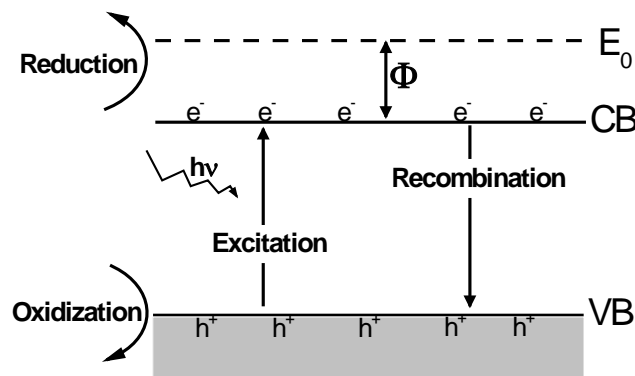 E₀
Reduction
Φ
e⁻ e⁻ e⁻ e⁻ e⁻
CB
hν
Recombination
Excitation
Oxidization
VB
h⁺ h⁺ h⁺ h⁺ h⁺